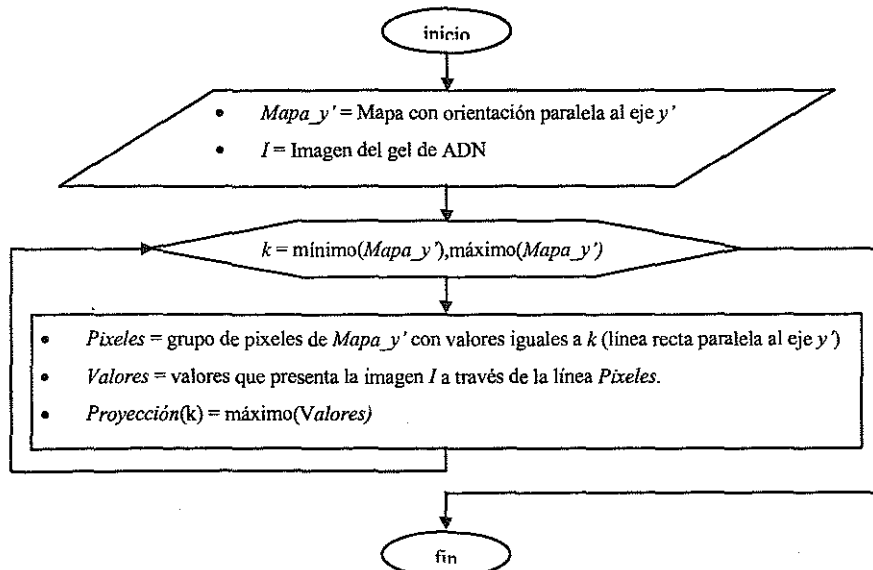 inicio
• Mapa_y' = Mapa con orientación paralela al eje y'
• I = Imagen del gel de ADN
k = mínimo(Mapa_y'),máximo(Mapa_y')
• Pixeles = grupo de pixeles de Mapa_y' con valores iguales a k (línea recta paralela al eje y')
• Valores = valores que presenta la imagen I a través de la línea Pixeles.
• Proyección(k) = máximo(Valores)
fin